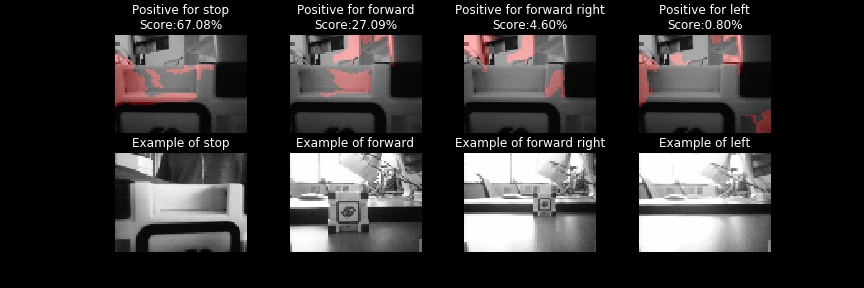 Positive for stop
Score:67.08%
Positive for forward
Score:27.09%
Positive for forward right
Score:4.60%
Positive for left
Score:0.80%
Example of stop
Example of forward
Example of forward right
Example of left